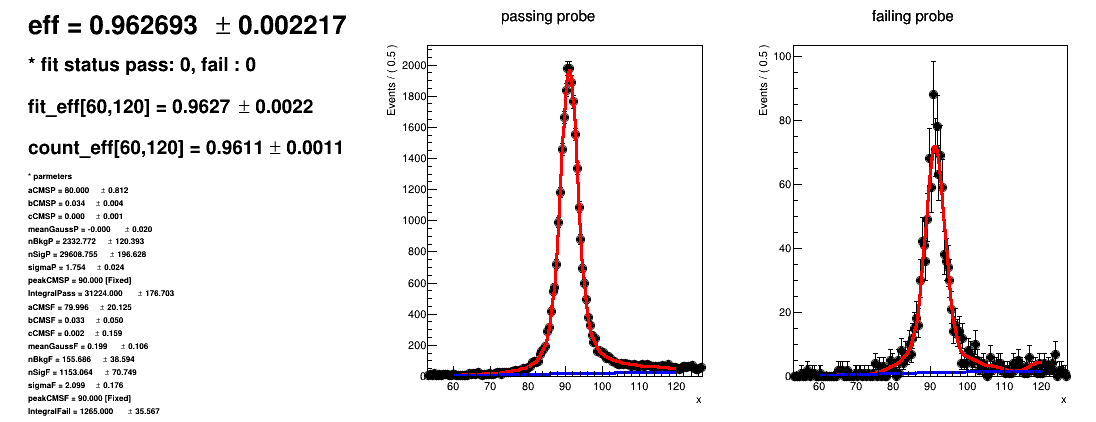 eff = 0.962693 ± 0.002217
* fit status pass: 0, fail : 0
fit_eff[60,120] = 0.9627 ± 0.0022
count_eff[60,120] = 0.9611 ± 0.0011
* parmeters
aCMSP = 80.000 ± 0.812
bCMSP = 0.034 ± 0.004
cCMSP = 0.000 ± 0.001
meanGaussP = -0.000 ± 0.020
nBkgP = 2332.772 ± 120.393
nSigP = 29608.755 ± 196.628
sigmaP = 1.754 ± 0.024
peakCMSP = 90.000 [Fixed]
IntegralPass = 31224.000 ± 176.703
aCMSF = 79.996 ± 20.125
bCMSF = 0.033 ± 0.050
cCMSF = 0.002 ± 0.159
meanGaussF = 0.199 ± 0.106
nBkgF = 155.686 ± 38.594
nSigF = 1153.064 ± 70.749
sigmaF = 2.099 ± 0.176
peakCMSF = 90.000 [Fixed]
IntegralFail = 1265.000 ± 35.567
passing probe
Events / ( 0.5 )
2000
1800
1600
1400
1200
1000
800
600
400
200
0
60 70 80 90 100 110 120
x
failing probe
Events / ( 0.5 )
100
80
60
40
20
0
60 70 80 90 100 110 120
x